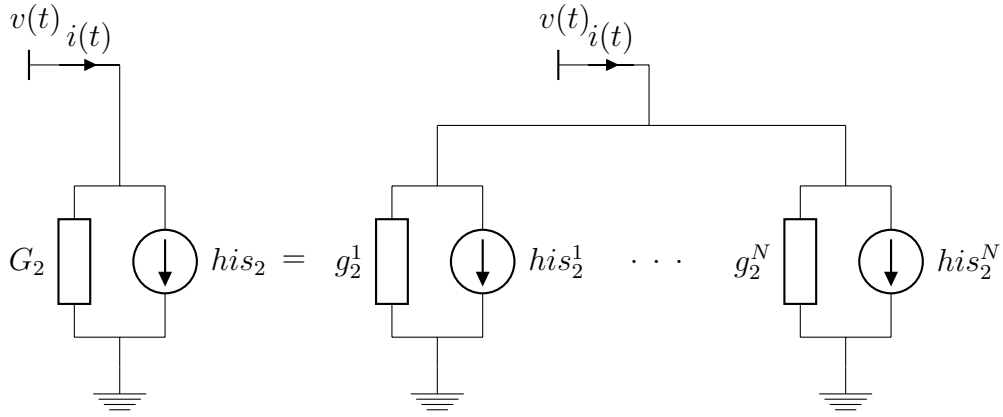 v(t) i(t) v(t) i(t)
G₂ his₂ = g₂¹ his₂¹ · · · g₂ᴺ his₂ᴺ